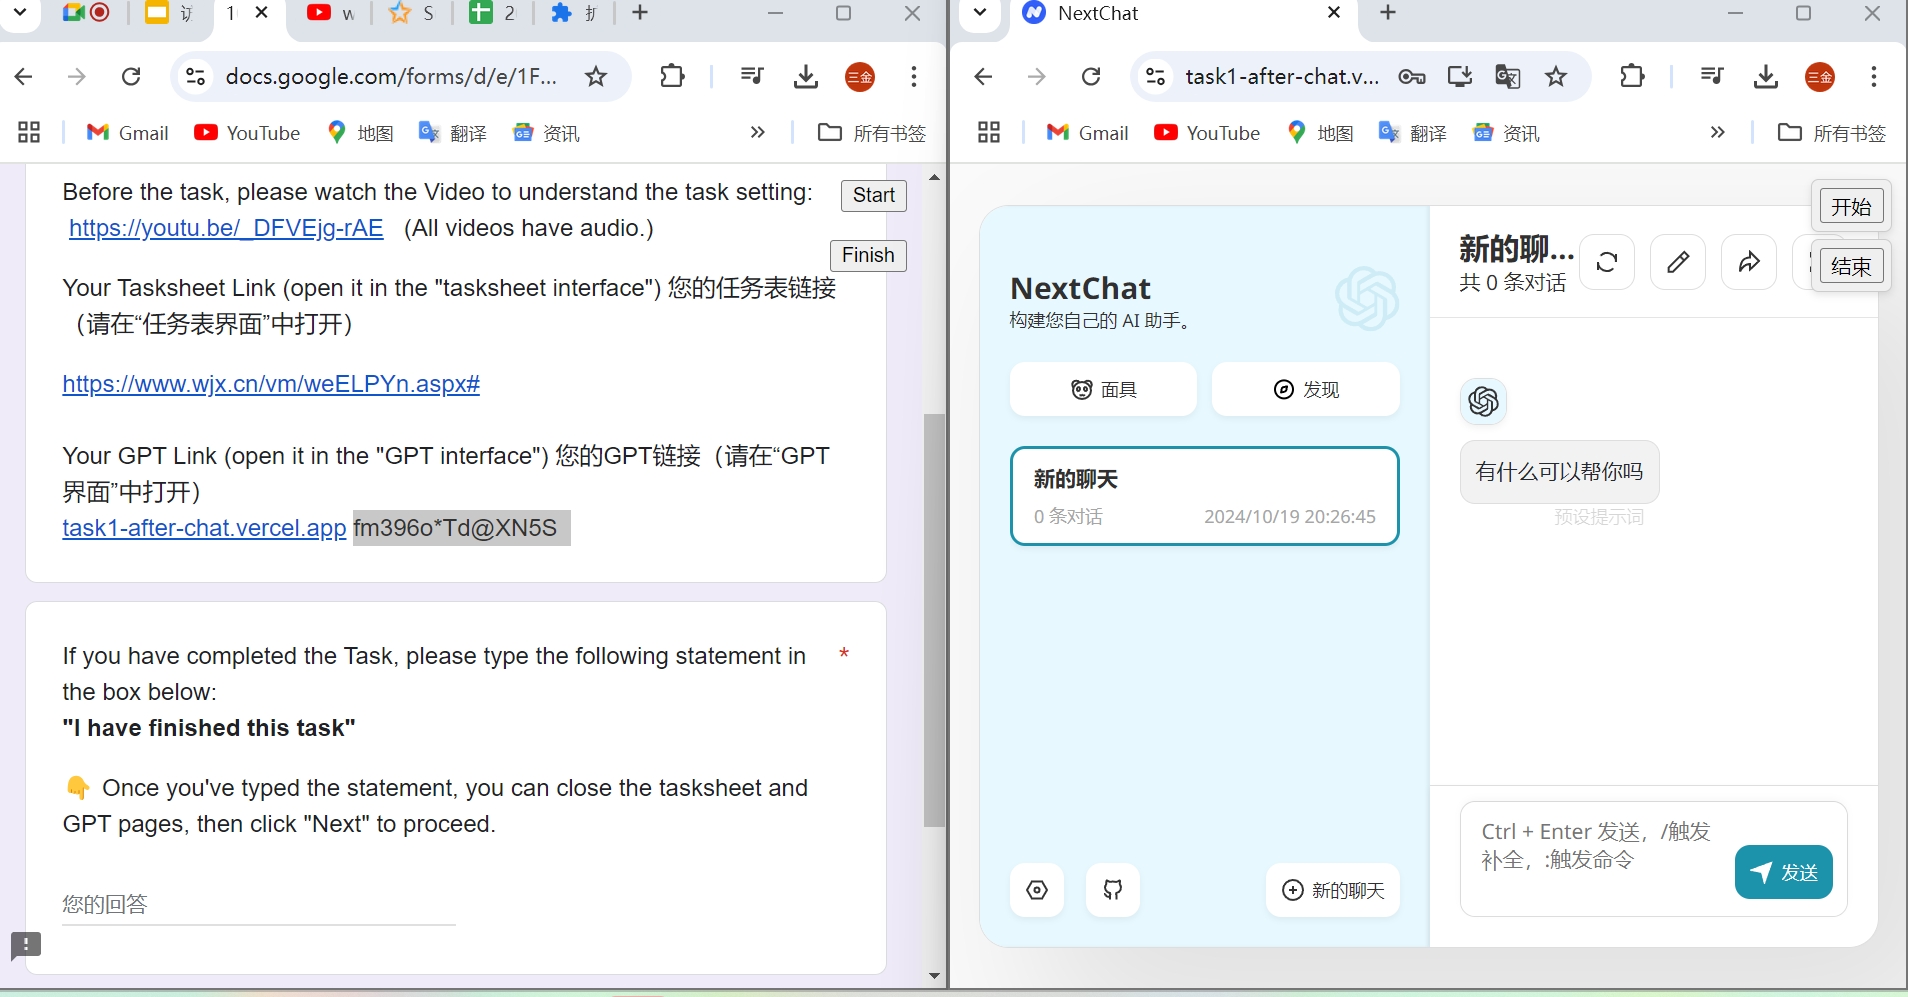 1
w
S
2
docs.google.com/forms/d/e/1F...
三金
Gmail
YouTube
地图
翻译
资讯
所有书签
Before the task, please watch the Video to understand the task setting:
https://youtu.be/_DFVEjg-rAE (All videos have audio.)
Start
Finish
Your Tasksheet Link (open it in the "tasksheet interface") 您的任务表链接
（请在“任务表界面”中打开）
https://www.wjx.cn/vm/weELPYn.aspx#
Your GPT Link (open it in the "GPT interface") 您的GPT链接（请在“GPT
界面”中打开）
task1-after-chat.vercel.app fm396o*Td@XN5S
If you have completed the Task, please type the following statement in *
the box below:
"I have finished this task"
👇 Once you've typed the statement, you can close the tasksheet and
GPT pages, then click "Next" to proceed.
您的回答
NextChat
task1-after-chat.v...
三金
Gmail
YouTube
地图
翻译
资讯
所有书签
NextChat
构建您自己的 AI 助手。
面具
发现
新的聊天
0 条对话
2024/10/19 20:26:45
新的聊天
新的聊...
共 0 条对话
开始
结束
有什么可以帮你吗
预设提示词
Ctrl + Enter 发送，/触发
补全，:触发命令
发送